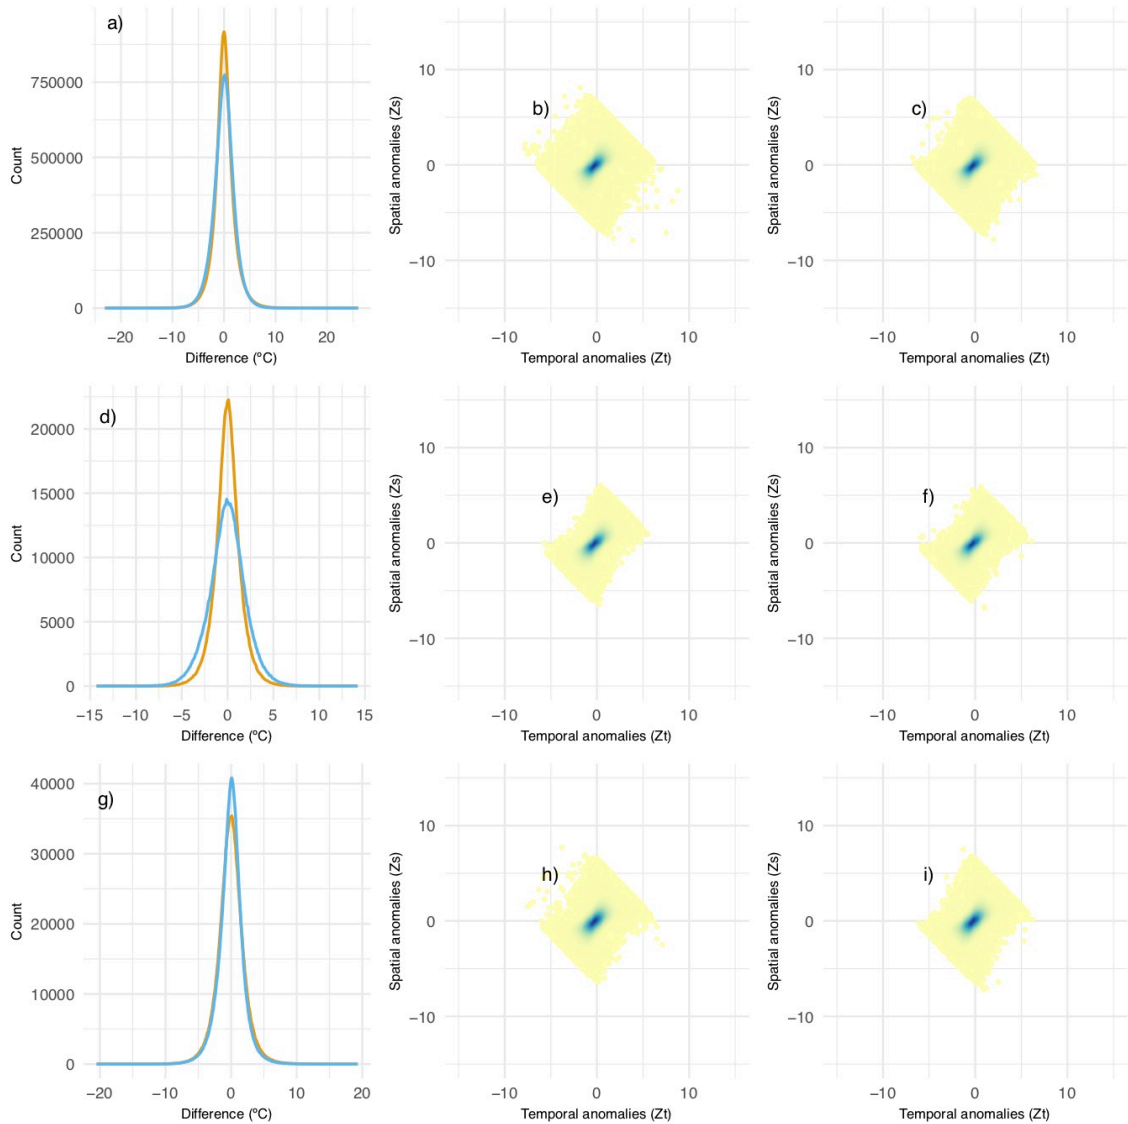 a)
750000
500000
250000
0
Count
−20 −10 0 10 20
Difference (ºC)
b)
10
0
−10
Spatial anomalies (Zs)
−10 0 10
Temporal anomalies (Zt)
c)
10
0
−10
Spatial anomalies (Zs)
−10 0 10
Temporal anomalies (Zt)
d)
20000
15000
10000
5000
0
Count
−15 −10 −5 0 5 10 15
Difference (ºC)
e)
10
0
−10
Spatial anomalies (Zs)
−10 0 10
Temporal anomalies (Zt)
f)
10
0
−10
Spatial anomalies (Zs)
−10 0 10
Temporal anomalies (Zt)
g)
40000
30000
20000
10000
0
Count
−20 −10 0 10 20
Difference (ºC)
h)
10
0
−10
Spatial anomalies (Zs)
−10 0 10
Temporal anomalies (Zt)
i)
10
0
−10
Spatial anomalies (Zs)
−10 0 10
Temporal anomalies (Zt)